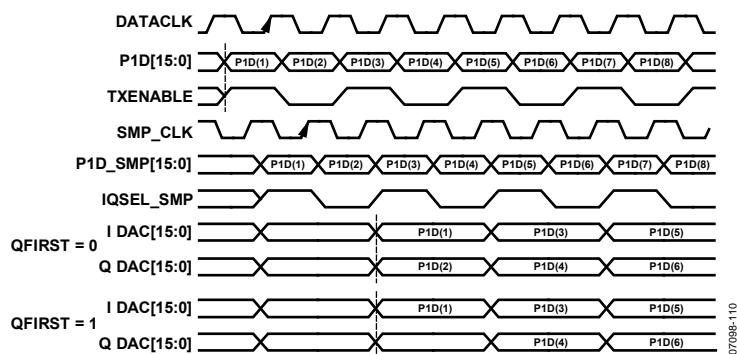 DATACLK
P1D[15:0] P1D(1) P1D(2) P1D(3) P1D(4) P1D(5) P1D(6) P1D(7) P1D(8)
TXENABLE
SMP_CLK
P1D_SMP[15:0] P1D(1) P1D(2) P1D(3) P1D(4) P1D(5) P1D(6) P1D(7) P1D(8)
IQSEL_SMP
QFIRST = 0
I DAC[15:0] P1D(1) P1D(3) P1D(5)
Q DAC[15:0] P1D(2) P1D(4) P1D(6)
QFIRST = 1
I DAC[15:0] P1D(1) P1D(3) P1D(5)
Q DAC[15:0] P1D(4) P1D(6)
07098-110